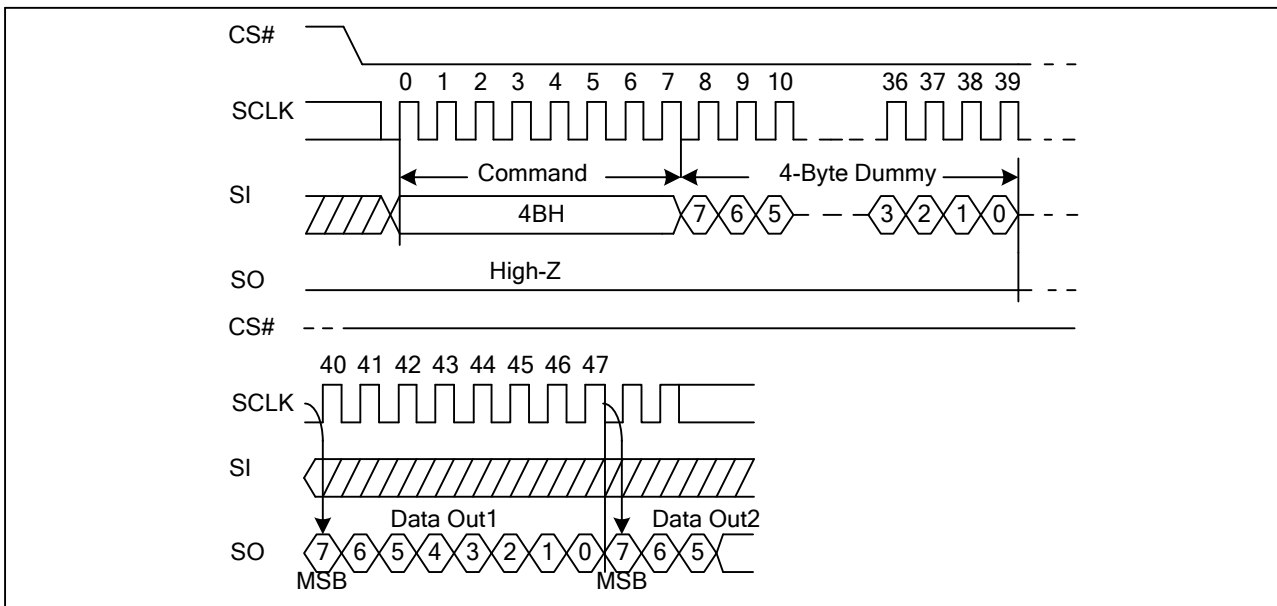 CS#
0 1 2 3 4 5 6 7 8 9 10 36 37 38 39
SCLK
Command 4-Byte Dummy
SI
4BH 7 6 5 3 2 1 0
High-Z
SO
CS#
40 41 42 43 44 45 46 47
SCLK
SI
Data Out1 Data Out2
SO 7 6 5 4 3 2 1 0 7 6 5
MSB MSB